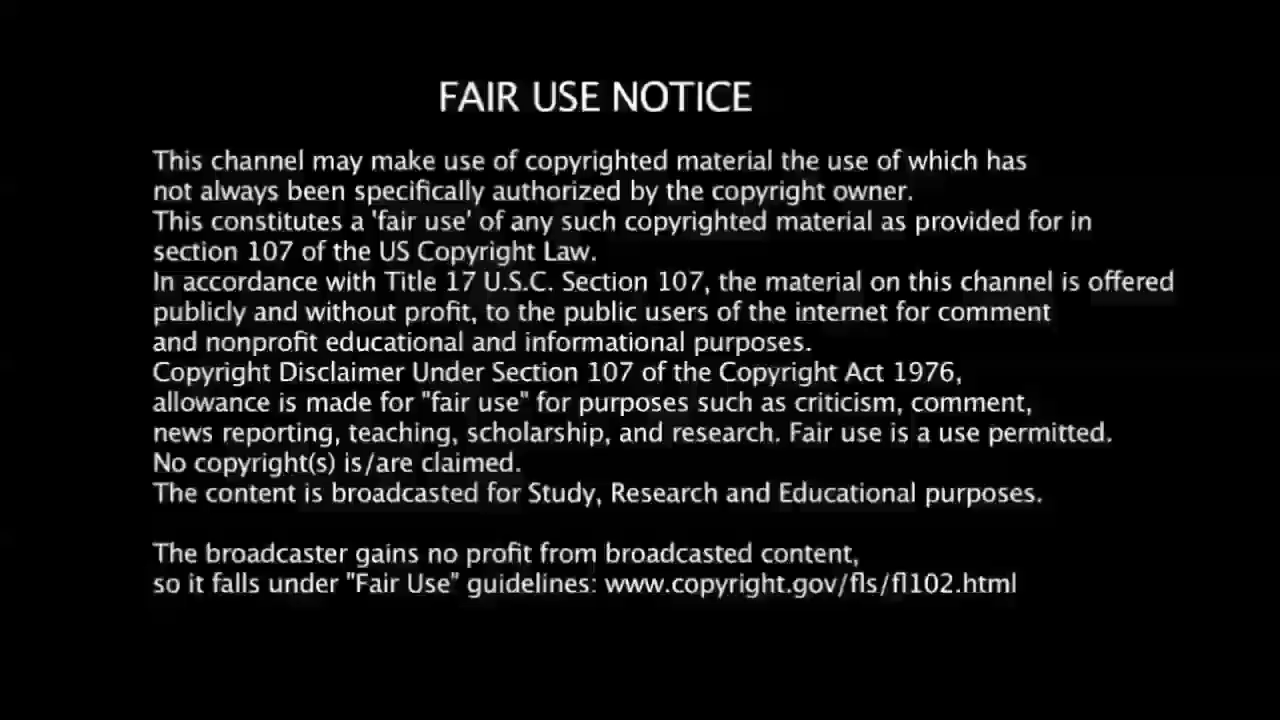 FAIR USE NOTICE
This channel may make use of copyrighted material the use of which has
not always been specifically authorized by the copyright owner.
This constitutes a 'fair use' of any such copyrighted material as provided for in
section 107 of the US Copyright Law.
In accordance with Title 17 U.S.C. Section 107, the material on this channel is offered
publicly and without profit, to the public users of the internet for comment
and nonprofit educational and informational purposes.
Copyright Disclaimer Under Section 107 of the Copyright Act 1976,
allowance is made for "fair use" for purposes such as criticism, comment,
news reporting, teaching, scholarship, and research. Fair use is a use permitted.
No copyright(s) is/are claimed.
The content is broadcasted for Study, Research and Educational purposes.
The broadcaster gains no profit from broadcasted content,
so it falls under "Fair Use" guidelines: www.copyright.gov/fls/fl102.html